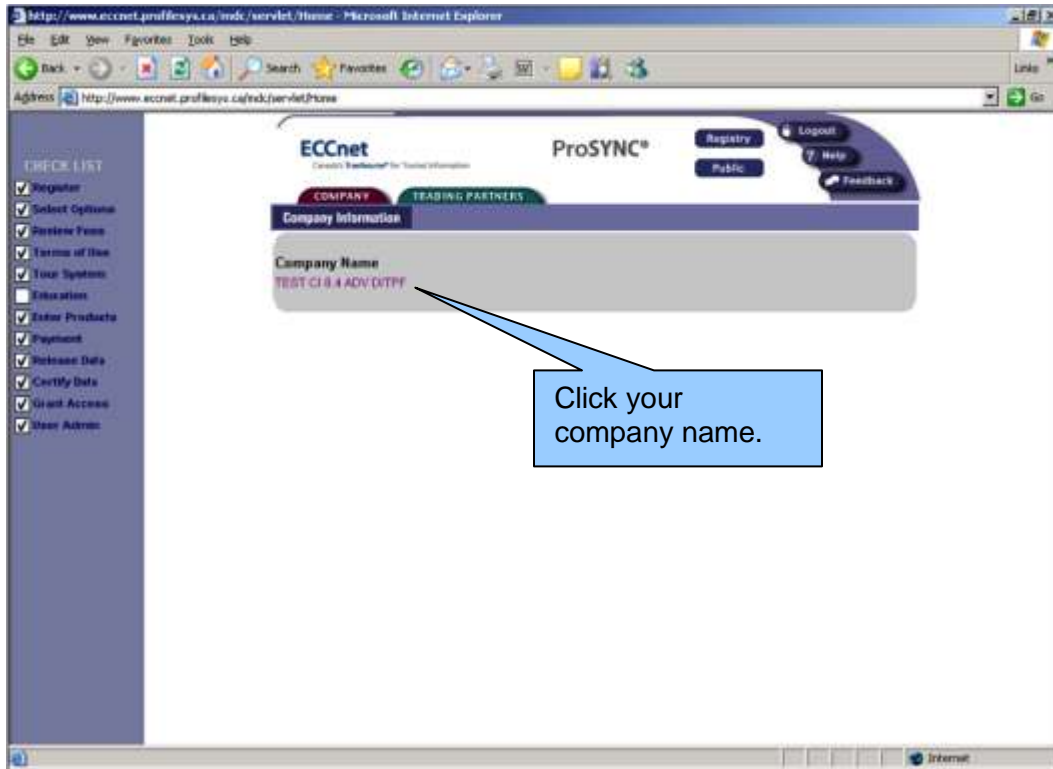 http://www.eccnet.profilesys.ca/mdc/servlet/Home - Microsoft Internet Explorer
File Edit View Favorites Tools Help
Back Search Favorites Links
Address http://www.eccnet.profilesys.ca/mdc/servlet/Home Go
CHECK LIST
Register
Select Options
Review Fees
Terms of Use
Tour System
Education
Enter Products
Payment
Release Data
Certify Data
Grant Access
User Admin
ECCnet
ProSYNC®
Registry
Public
Logout
Help
Feedback
COMPANY TRADING PARTNERS
Company Information
Company Name
TEST CI 8.4 ADV D/TPF
Click your
company name.
Internet